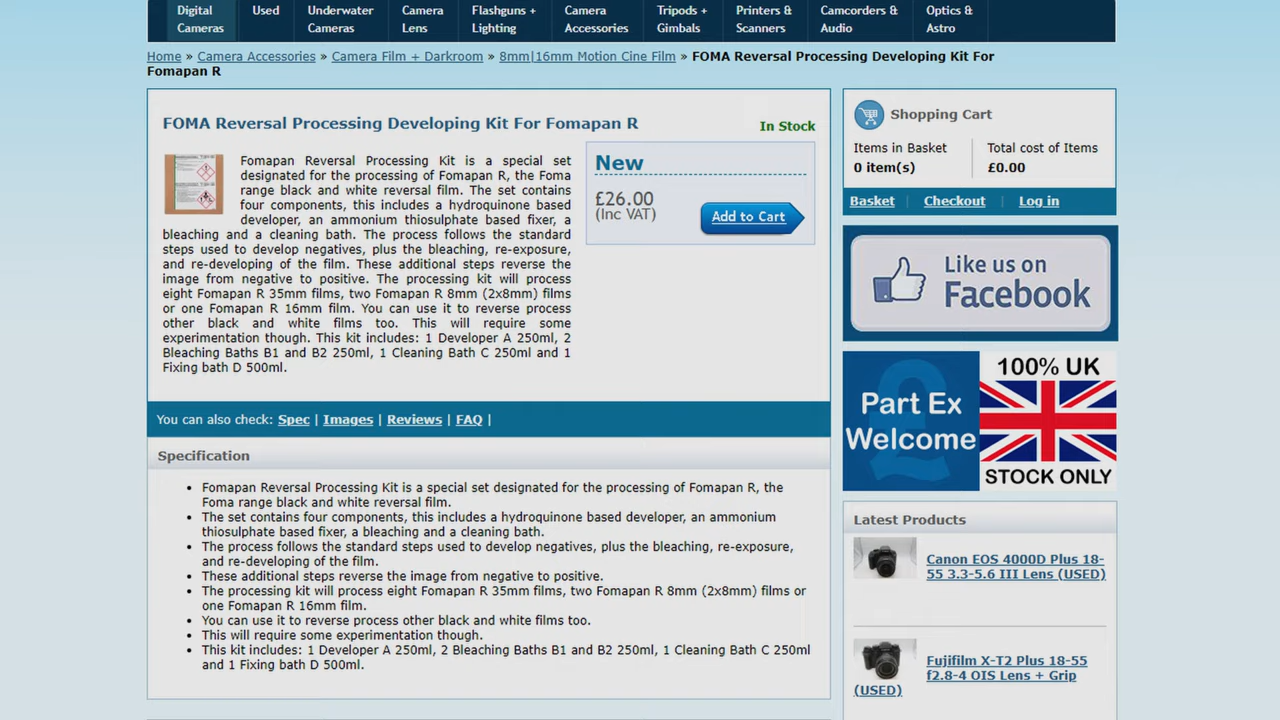 Digital Cameras
Used
Underwater Cameras
Camera Lens
Flashguns + Lighting
Camera Accessories
Tripods + Gimbals
Printers & Scanners
Camcorders & Audio
Optics & Astro
Home » Camera Accessories » Camera Film + Darkroom » 8mm|16mm Motion Cine Film » FOMA Reversal Processing Developing Kit For
Fomapan R
FOMA Reversal Processing Developing Kit For Fomapan R
In Stock
Fomapan Reversal Processing Kit is a special set
designated for the processing of Fomapan R, the Foma
range black and white reversal film. The set contains
four components, this includes a hydroquinone based
developer, an ammonium thiosulphate based fixer, a
bleaching and a cleaning bath. The process follows the standard
steps used to develop negatives, plus the bleaching, re-exposure,
and re-developing of the film. These additional steps reverse the
image from negative to positive. The processing kit will process
eight Fomapan R 35mm films, two Fomapan R 8mm (2x8mm) films
or one Fomapan R 16mm film. You can use it to reverse process
other black and white films too. This will require some
experimentation though. This kit includes: 1 Developer A 250ml, 2
Bleaching Baths B1 and B2 250ml, 1 Cleaning Bath C 250ml and 1
Fixing bath D 500ml.
New
£26.00
(Inc VAT)
Add to Cart
You can also check: Spec | Images | Reviews | FAQ |
Specification
• Fomapan Reversal Processing Kit is a special set designated for the processing of Fomapan R, the
Foma range black and white reversal film.
• The set contains four components, this includes a hydroquinone based developer, an ammonium
thiosulphate based fixer, a bleaching and a cleaning bath.
• The process follows the standard steps used to develop negatives, plus the bleaching, re-exposure,
and re-developing of the film.
• These additional steps reverse the image from negative to positive.
• The processing kit will process eight Fomapan R 35mm films, two Fomapan R 8mm (2x8mm) films or
one Fomapan R 16mm film.
• You can use it to reverse process other black and white films too.
• This will require some experimentation though.
• This kit includes: 1 Developer A 250ml, 2 Bleaching Baths B1 and B2 250ml, 1 Cleaning Bath C 250ml
and 1 Fixing bath D 500ml.
Shopping Cart
Items in Basket
0 item(s)
Total cost of Items
£0.00
Basket | Checkout | Log in
Like us on
Facebook
Part Ex
Welcome
100% UK
STOCK ONLY
Latest Products
Canon EOS 4000D Plus 18-
55 3.3-5.6 III Lens (USED)
Fujifilm X-T2 Plus 18-55
f2.8-4 OIS Lens + Grip
(USED)